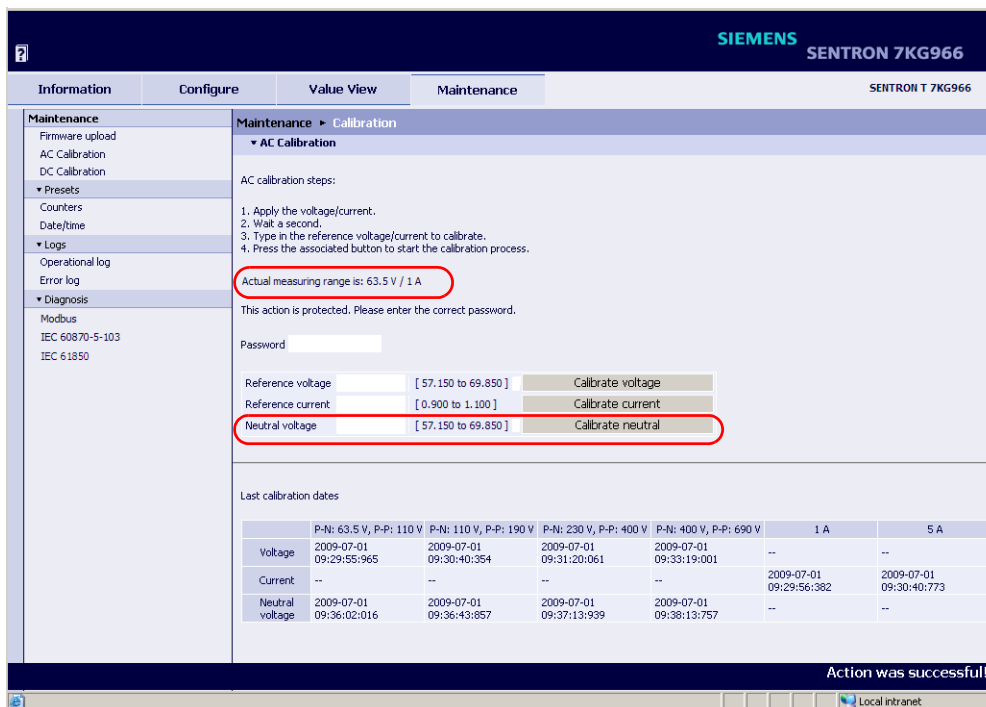 SIEMENS
SENTRON 7KG966
?
Information Configure Value View Maintenance SENTRON T 7KG966
Maintenance
Firmware upload
AC Calibration
DC Calibration
▾ Presets
Counters
Date/time
▾ Logs
Operational log
Error log
▾ Diagnosis
Modbus
IEC 60870-5-103
IEC 61850
Maintenance ► Calibration
▾ AC Calibration
AC calibration steps:
1. Apply the voltage/current.
2. Wait a second.
3. Type in the reference voltage/current to calibrate.
4. Press the associated button to start the calibration process.
Actual measuring range is: 63.5 V / 1 A
This action is protected. Please enter the correct password.
Password
Reference voltage [ 57.150 to 69.850 ] Calibrate voltage
Reference current [ 0.900 to 1.100 ] Calibrate current
Neutral voltage [ 57.150 to 69.850 ] Calibrate neutral
Last calibration dates
P-N: 63.5 V, P-P: 110 V P-N: 110 V, P-P: 190 V P-N: 230 V, P-P: 400 V P-N: 400 V, P-P: 690 V 1 A 5 A
Voltage 2009-07-01 09:29:55:965 2009-07-01 09:30:40:354 2009-07-01 09:31:20:061 2009-07-01 09:33:19:001 -- --
Current -- -- -- -- 2009-07-01 09:29:56:382 2009-07-01 09:30:40:773
Neutral voltage 2009-07-01 09:36:02:016 2009-07-01 09:36:43:857 2009-07-01 09:37:13:939 2009-07-01 09:38:13:757 -- --
Action was successful!
Local intranet